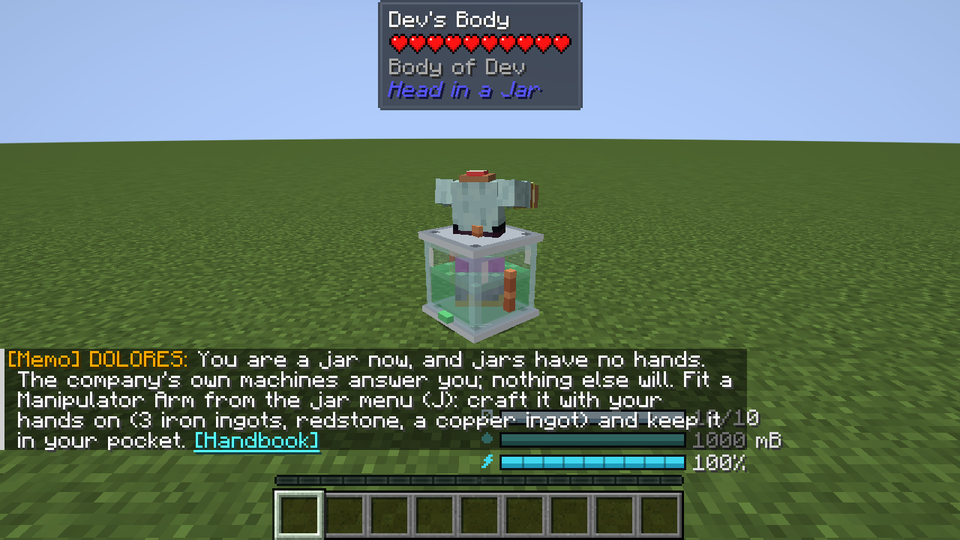 Dev's Body
Body of Dev
Head in a Jar
[Memo] DOLORES: You are a jar now, and jars have no hands.
The company's own machines answer you; nothing else will. Fit a
Manipulator Arm from the jar menu (J): craft it with your
hands on (3 iron ingots, redstone, a copper ingot) and keep it
in your pocket. [Handbook]
10/10
1000 mB
100%